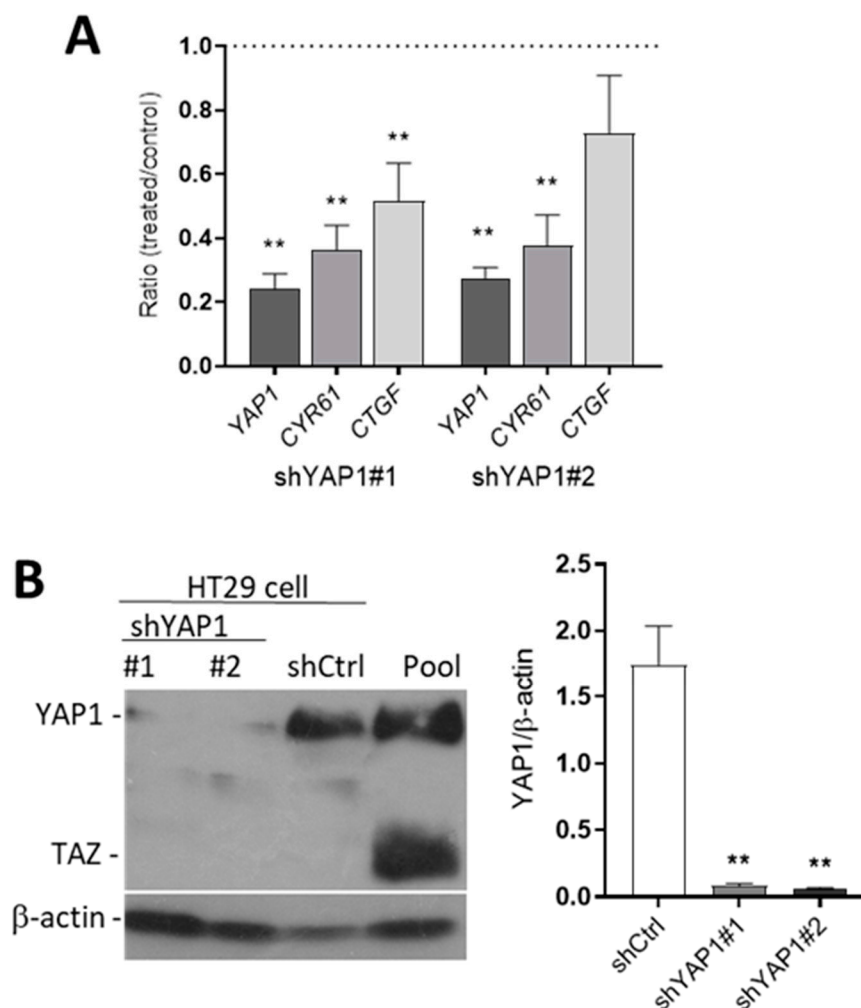 A
Ratio (treated/control)
1.0
0.8
0.6
0.4
0.2
0.0
** ** ** ** **
YAP1 CYR61 CTGF YAP1 CYR61 CTGF
shYAP1#1 shYAP1#2
B
HT29 cell
shYAP1
#1 #2 shCtrl Pool
YAP1 -
TAZ -
β-actin -
YAP1/β-actin
2.5
2.0
1.5
1.0
0.5
0.0
** **
shCtrl shYAP1#1 shYAP1#2